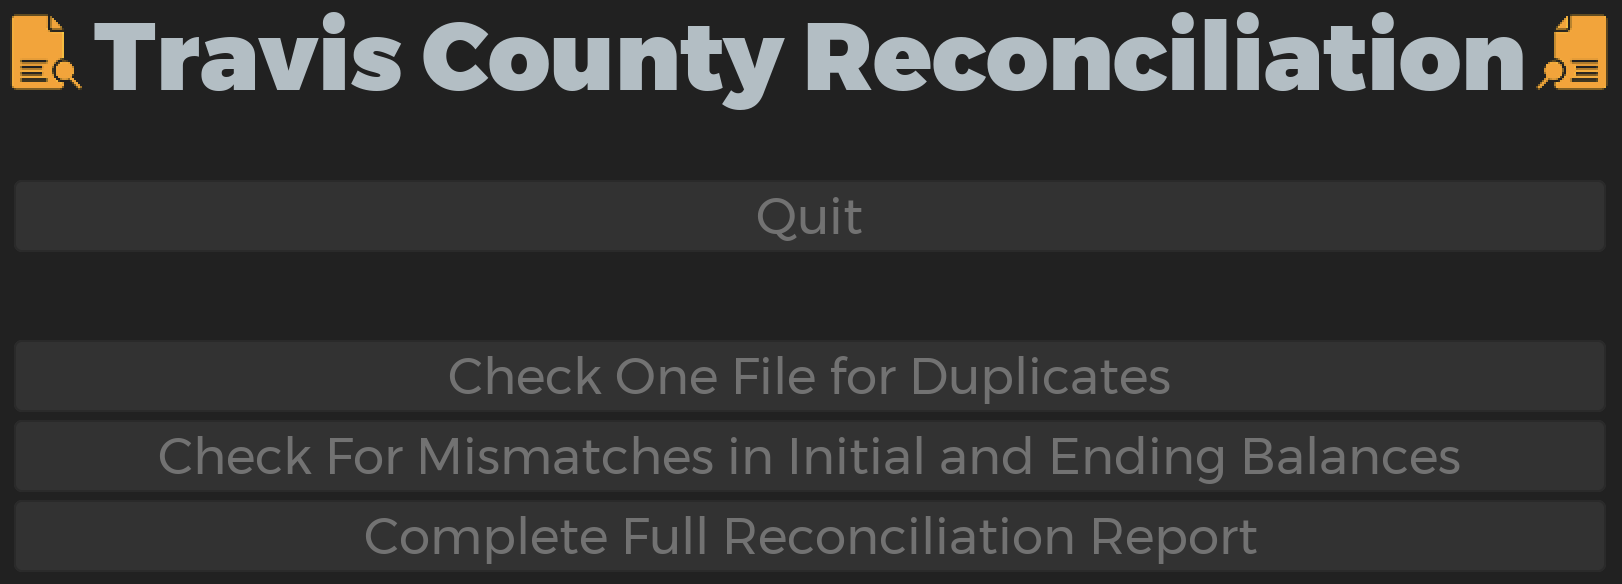 Travis County Reconciliation
Quit
Check One File for Duplicates
Check For Mismatches in Initial and Ending Balances
Complete Full Reconciliation Report